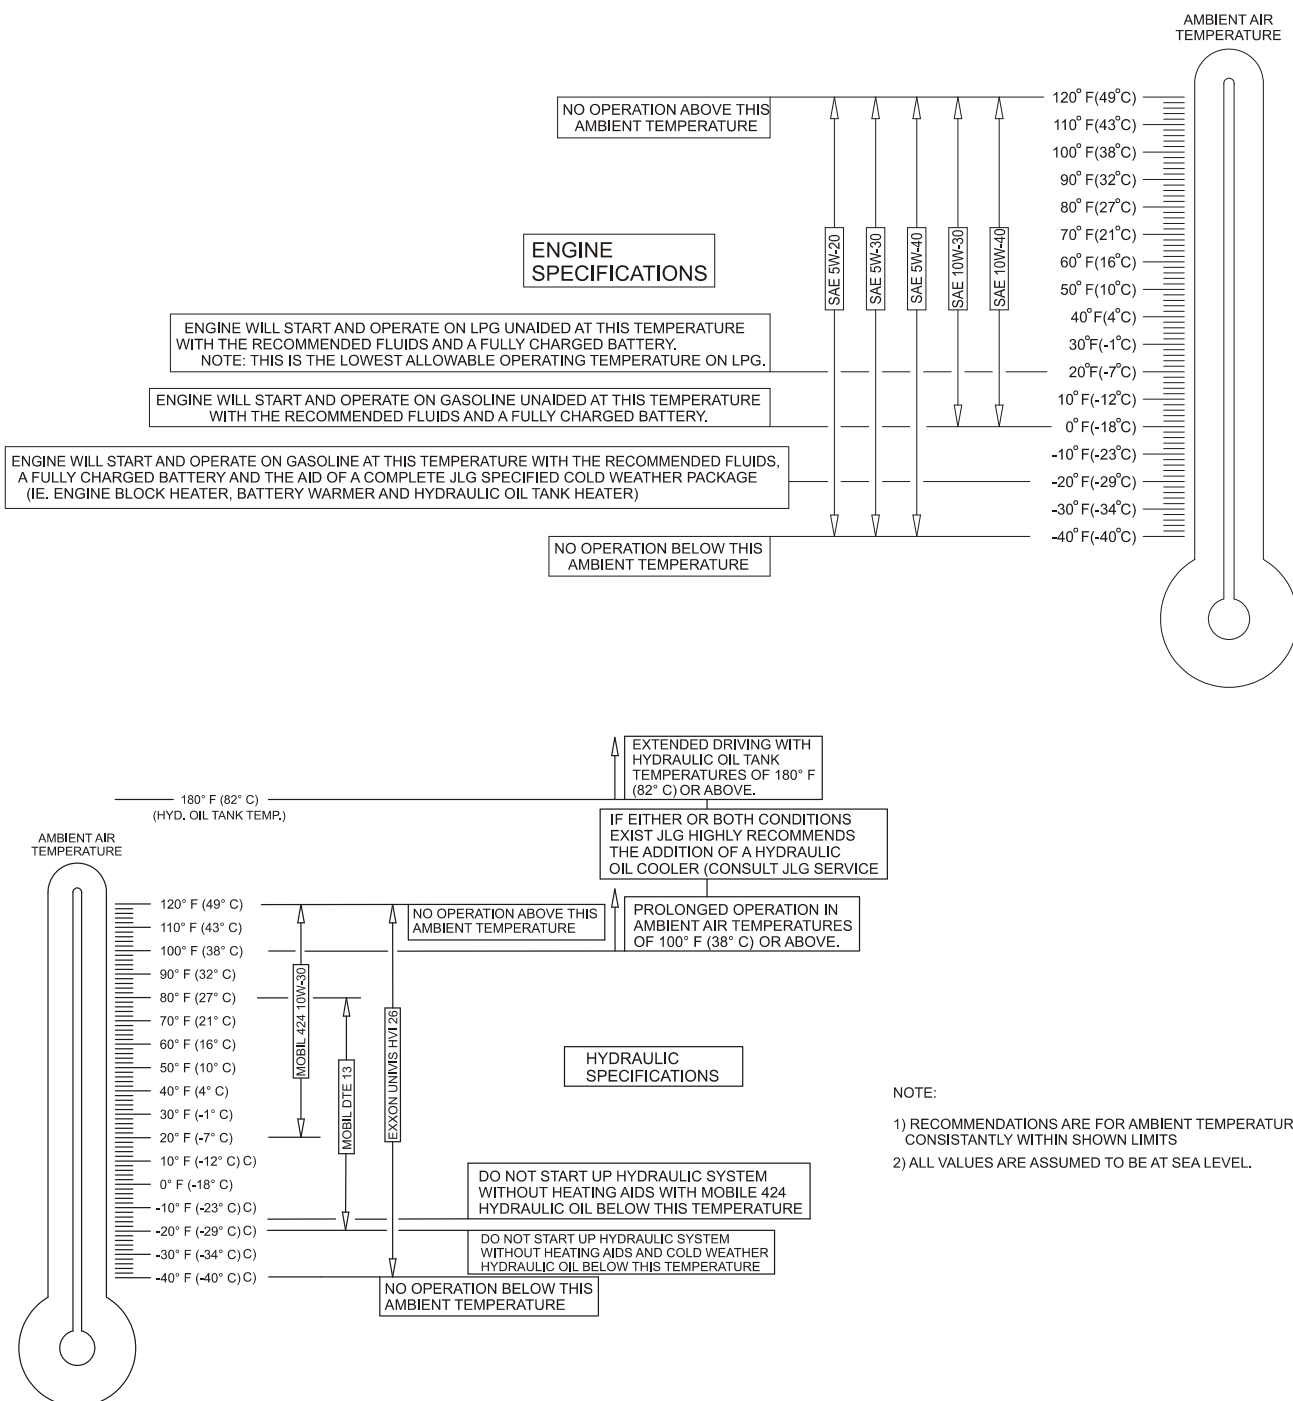 AMBIENT AIR
TEMPERATURE
NO OPERATION ABOVE THIS
AMBIENT TEMPERATURE
120° F(49°C)
110° F(43°C)
100° F(38°C)
90° F(32°C)
80° F(27°C)
70° F(21°C)
60° F(16°C)
50° F(10°C)
40°F(4°C)
30°F(-1°C)
20°F(-7°C)
10° F(-12°C)
0° F(-18°C)
-10° F(-23°C)
-20° F(-29°C)
-30° F(-34°C)
-40° F(-40°C)
SAE 5W-20
SAE 5W-30
SAE 5W-40
SAE 10W-30
SAE 10W-40
ENGINE
SPECIFICATIONS
ENGINE WILL START AND OPERATE ON LPG UNAIDED AT THIS TEMPERATURE
WITH THE RECOMMENDED FLUIDS AND A FULLY CHARGED BATTERY.
NOTE: THIS IS THE LOWEST ALLOWABLE OPERATING TEMPERATURE ON LPG.
ENGINE WILL START AND OPERATE ON GASOLINE UNAIDED AT THIS TEMPERATURE
WITH THE RECOMMENDED FLUIDS AND A FULLY CHARGED BATTERY.
ENGINE WILL START AND OPERATE ON GASOLINE AT THIS TEMPERATURE WITH THE RECOMMENDED FLUIDS,
A FULLY CHARGED BATTERY AND THE AID OF A COMPLETE JLG SPECIFIED COLD WEATHER PACKAGE
(IE. ENGINE BLOCK HEATER, BATTERY WARMER AND HYDRAULIC OIL TANK HEATER)
NO OPERATION BELOW THIS
AMBIENT TEMPERATURE
EXTENDED DRIVING WITH
HYDRAULIC OIL TANK
TEMPERATURES OF 180° F
(82° C) OR ABOVE.
180° F (82° C)
(HYD. OIL TANK TEMP.)
IF EITHER OR BOTH CONDITIONS
EXIST JLG HIGHLY RECOMMENDS
THE ADDITION OF A HYDRAULIC
OIL COOLER (CONSULT JLG SERVICE
AMBIENT AIR
TEMPERATURE
PROLONGED OPERATION IN
AMBIENT AIR TEMPERATURES
OF 100° F (38° C) OR ABOVE.
NO OPERATION ABOVE THIS
AMBIENT TEMPERATURE
120° F (49° C)
110° F (43° C)
100° F (38° C)
90° F (32° C)
80° F (27° C)
70° F (21° C)
60° F (16° C)
50° F (10° C)
40° F (4° C)
30° F (-1° C)
20° F (-7° C)
10° F (-12° C) C)
0° F (-18° C)
-10° F (-23° C) C)
-20° F (-29° C) C)
-30° F (-34° C) C)
-40° F (-40° C) C)
MOBIL 424 10W-30
MOBIL DTE 13
EXXON UNIVIS HVI 26
HYDRAULIC
SPECIFICATIONS
DO NOT START UP HYDRAULIC SYSTEM
WITHOUT HEATING AIDS WITH MOBILE 424
HYDRAULIC OIL BELOW THIS TEMPERATURE
DO NOT START UP HYDRAULIC SYSTEM
WITHOUT HEATING AIDS AND COLD WEATHER
HYDRAULIC OIL BELOW THIS TEMPERATURE
NO OPERATION BELOW THIS
AMBIENT TEMPERATURE
NOTE:
1) RECOMMENDATIONS ARE FOR AMBIENT TEMPERATUR
CONSISTANTLY WITHIN SHOWN LIMITS
2) ALL VALUES ARE ASSUMED TO BE AT SEA LEVEL.